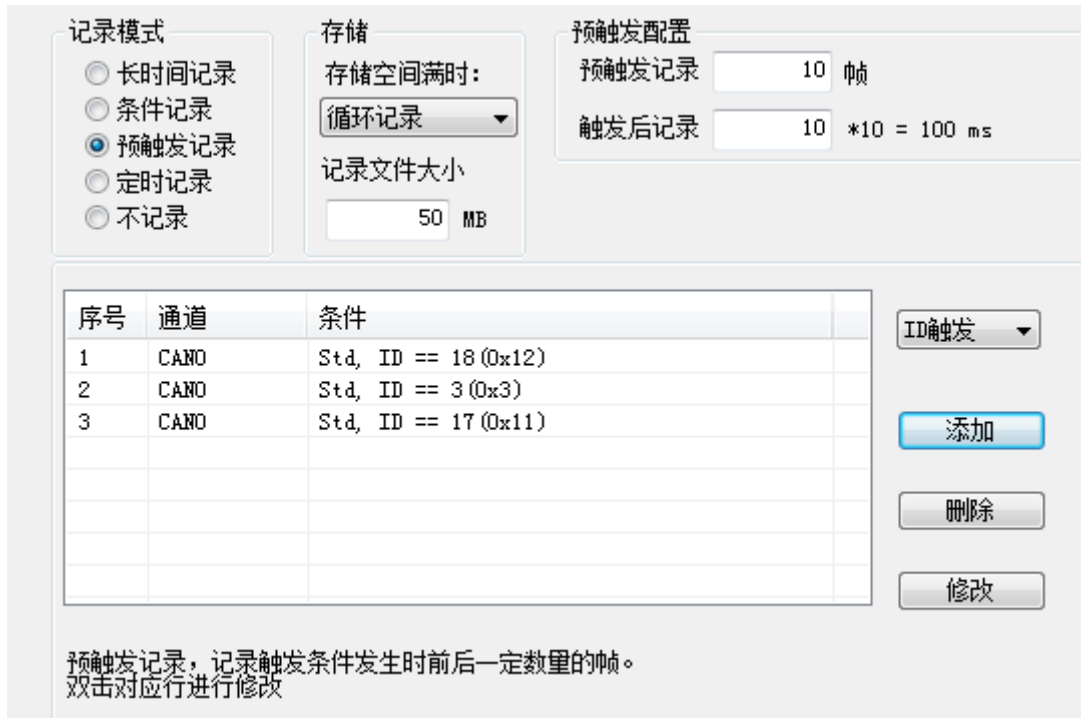 记录模式
长时间记录
条件记录
预触发记录
定时记录
不记录
存储
存储空间满时:
循环记录
记录文件大小
50 MB
预触发配置
预触发记录 10 帧
触发后记录 10 *10 = 100 ms
序号 通道 条件
1 CAN0 Std, ID == 18(0x12)
2 CAN0 Std, ID == 3(0x3)
3 CAN0 Std, ID == 17(0x11)
ID触发
添加
删除
修改
预触发记录，记录触发条件发生时前后一定数量的帧。
双击对应行进行修改